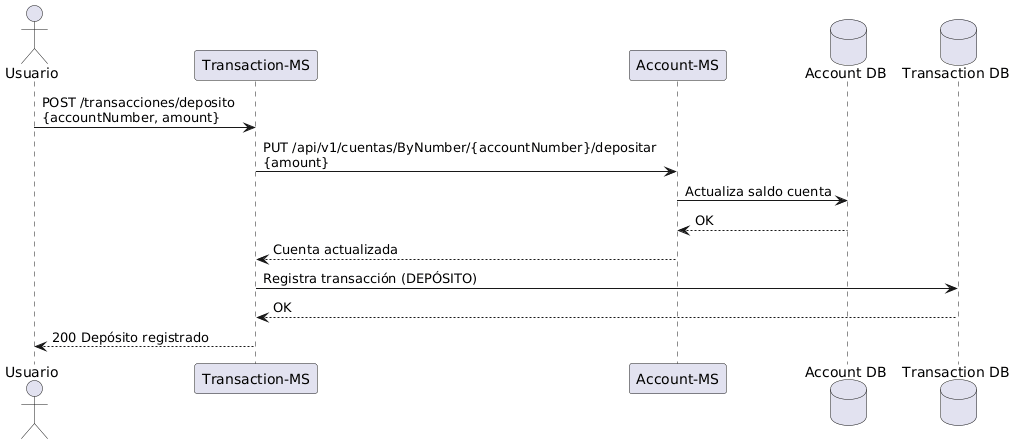 Usuario
Transaction-MS
Account-MS
Account DB
Transaction DB
POST /transacciones/deposito
{accountNumber, amount}
PUT /api/v1/cuentas/ByNumber/{accountNumber}/depositar
{amount}
Actualiza saldo cuenta
OK
Cuenta actualizada
Registra transacción (DEPÓSITO)
OK
200 Depósito registrado
Usuario
Transaction-MS
Account-MS
Account DB
Transaction DB